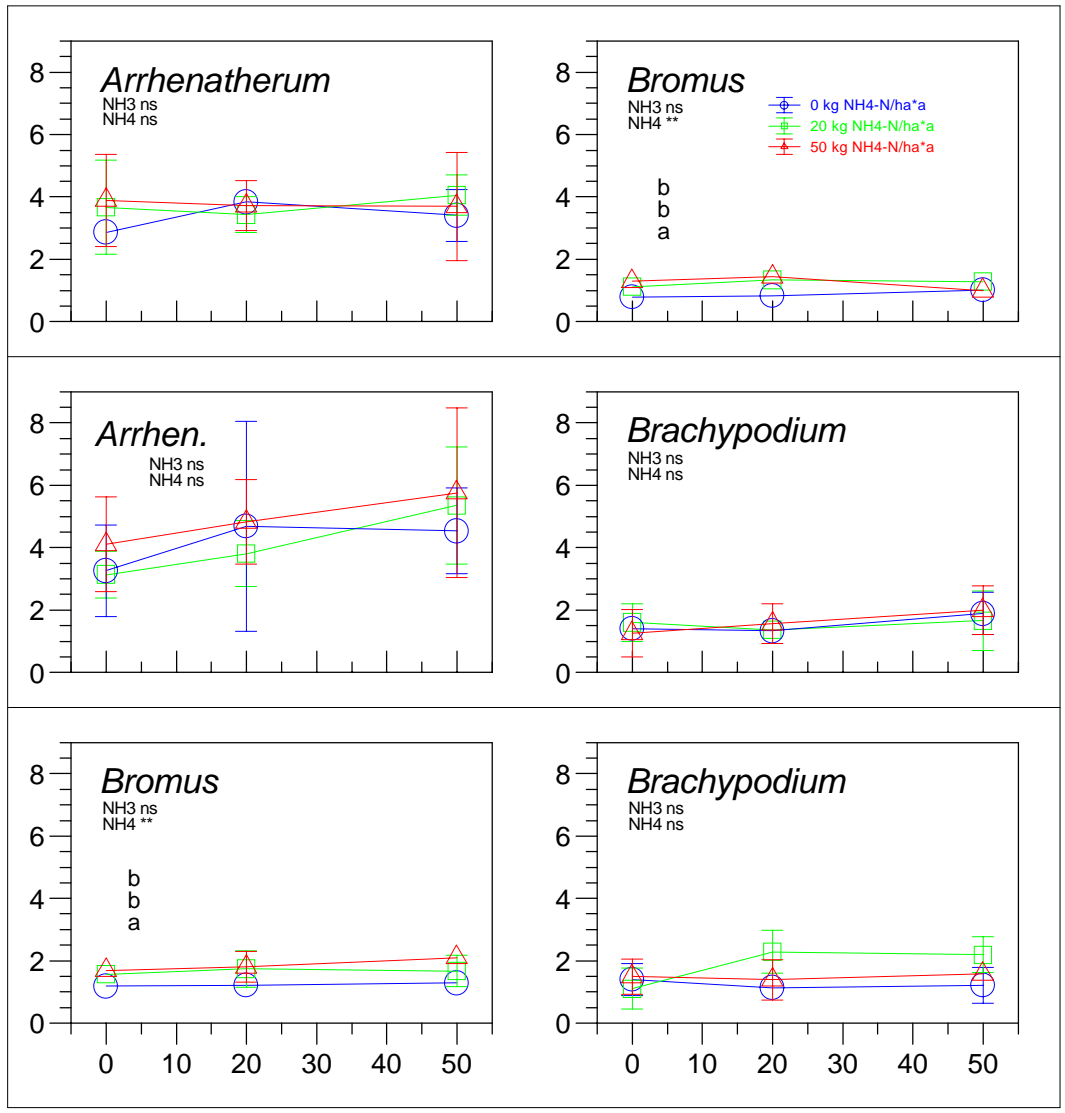 Arrhenatherum
NH3 ns
NH4 ns
8
6
4
2
0
Bromus
NH3 ns
NH4 **
0 kg NH4-N/ha*a
20 kg NH4-N/ha*a
50 kg NH4-N/ha*a
b
b
a
8
6
4
2
0
Arrhen.
NH3 ns
NH4 ns
8
6
4
2
0
Brachypodium
NH3 ns
NH4 ns
8
6
4
2
0
Bromus
NH3 ns
NH4 **
b
b
a
8
6
4
2
0
0 10 20 30 40 50
Brachypodium
NH3 ns
NH4 ns
8
6
4
2
0
0 10 20 30 40 50